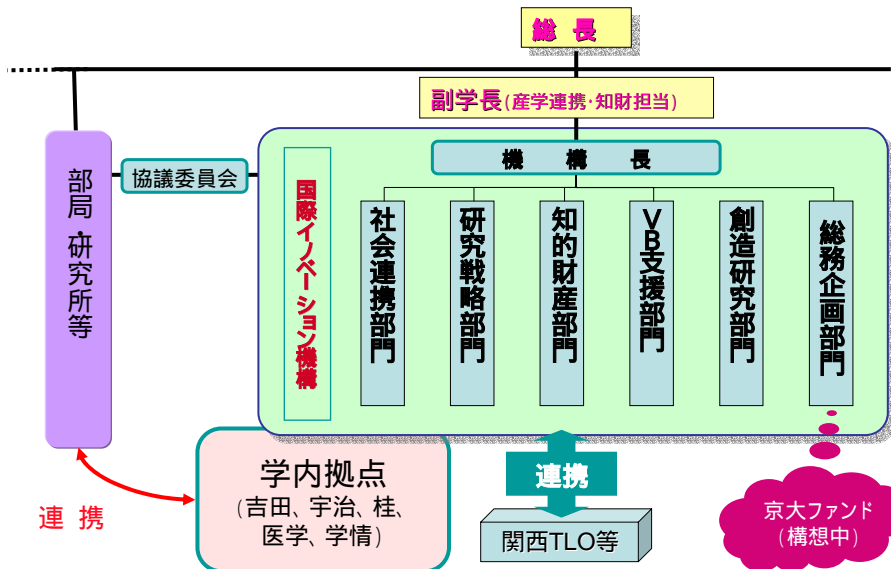 総 長
副学長(産学連携・知財担当)
機 構 長
協議委員会
部局・研究所等
国際イノベーション機構
社会連携部門
研究戦略部門
知的財産部門
VB支援部門
創造研究部門
総務企画部門
学内拠点
(吉田、宇治、桂、
医学、学情)
連 携
連携
関西TLO等
京大ファンド
(構想中)